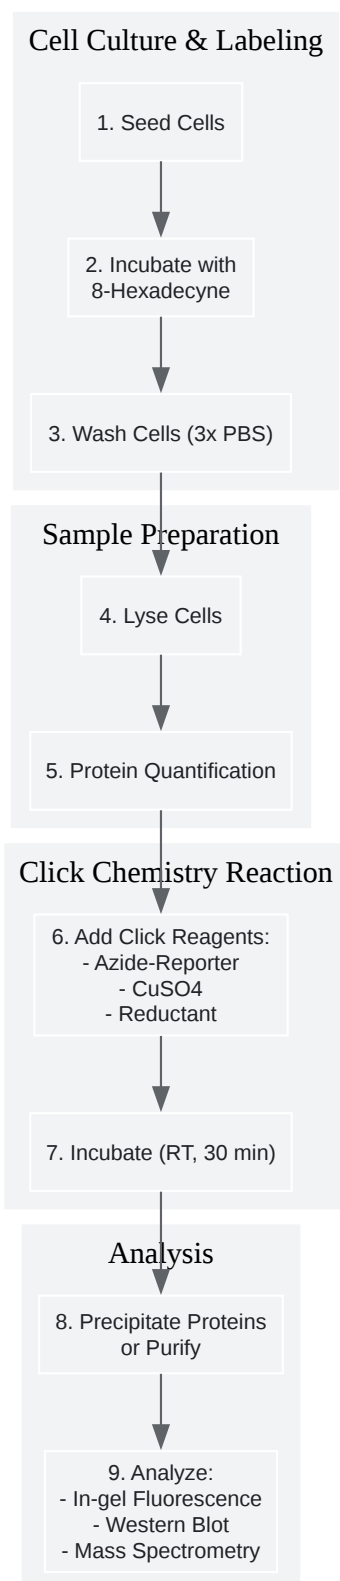 Cell Culture & Labeling
1. Seed Cells
2. Incubate with
8-Hexadecyne
3. Wash Cells (3x PBS)
Sample Preparation
4. Lyse Cells
5. Protein Quantification
Click Chemistry Reaction
6. Add Click Reagents:
- Azide-Reporter
- CuSO4
- Reductant
7. Incubate (RT, 30 min)
Analysis
8. Precipitate Proteins
or Purify
9. Analyze:
- In-gel Fluorescence
- Western Blot
- Mass Spectrometry